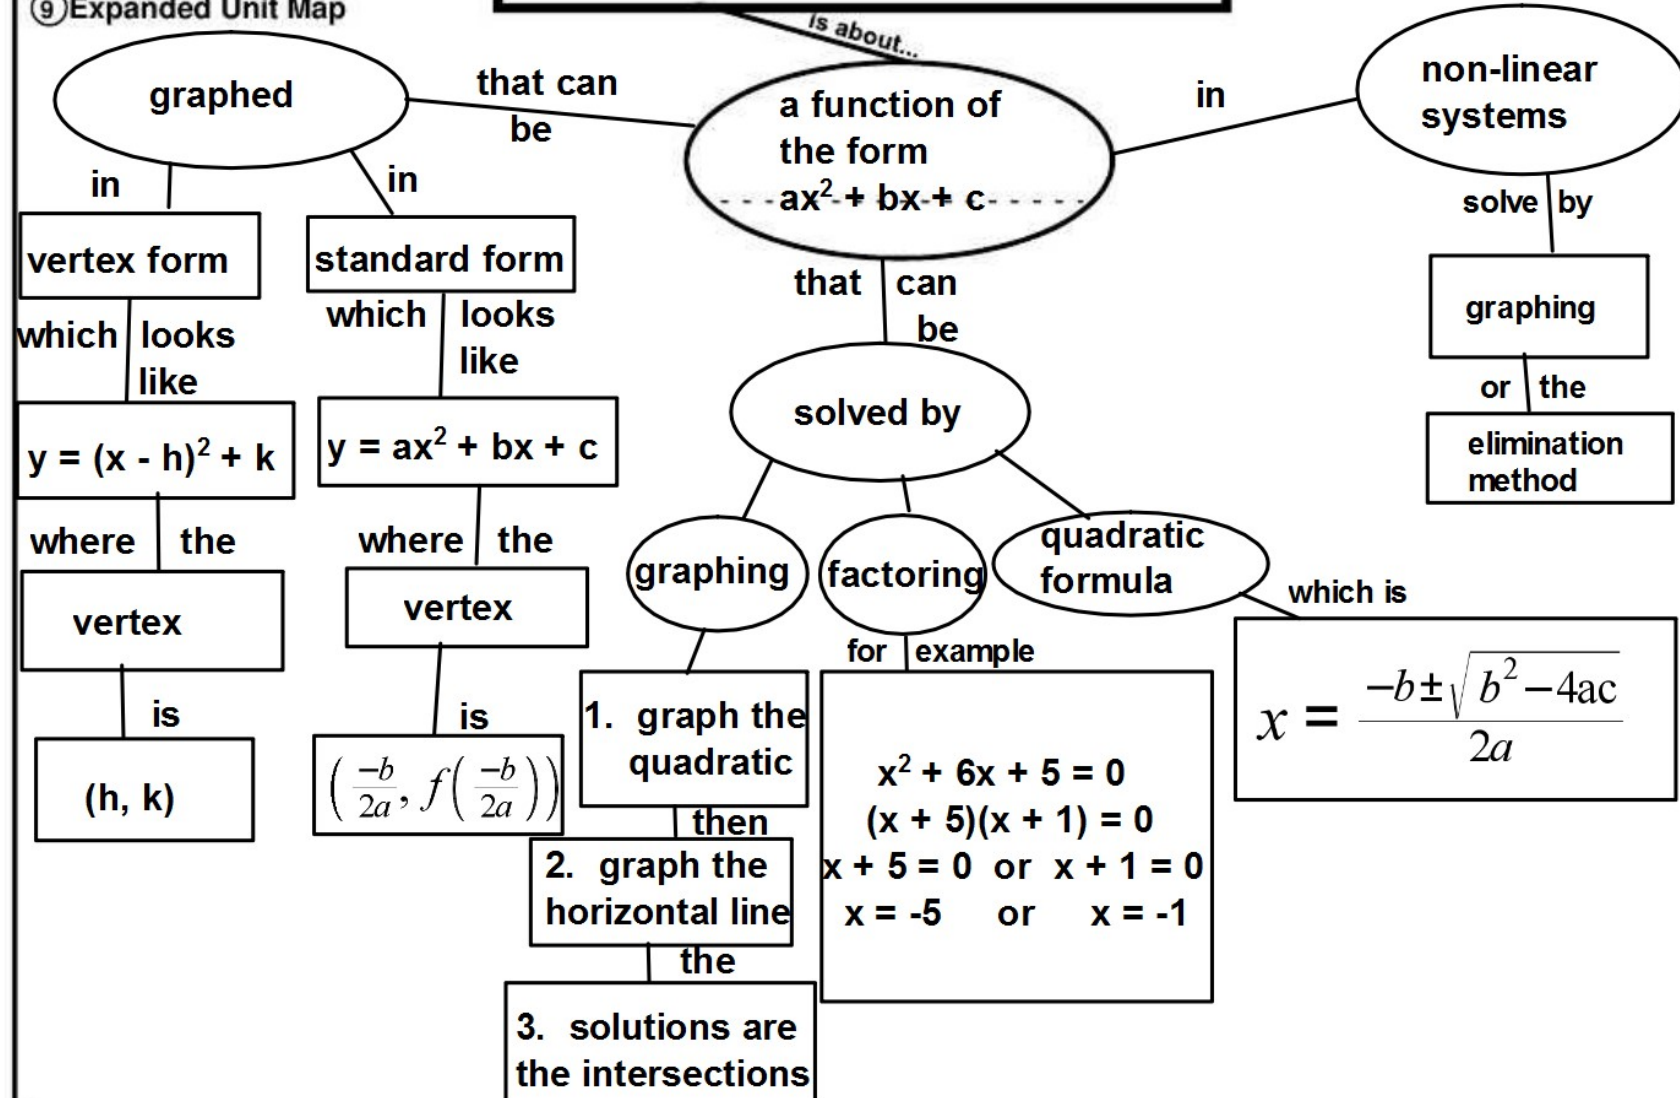 ⑨Expanded Unit Map
is about...
graphed
that can
be
a function of
the form
ax² + bx + c
in
non-linear
systems
in
in
vertex form
standard form
which looks
like
which looks
like
y = (x - h)² + k
y = ax² + bx + c
where the
where the
vertex
vertex
is
is
(h, k)
(-b/2a, f(-b/2a))
that can
be
solved by
graphing
factoring
quadratic
formula
1. graph the
quadratic
then
2. graph the
horizontal line
the
3. solutions are
the intersections
for example
x² + 6x + 5 = 0
(x + 5)(x + 1) = 0
x + 5 = 0 or x + 1 = 0
x = -5 or x = -1
which is
x = (-b±√(b²-4ac))/2a
solve by
graphing
or the
elimination
method